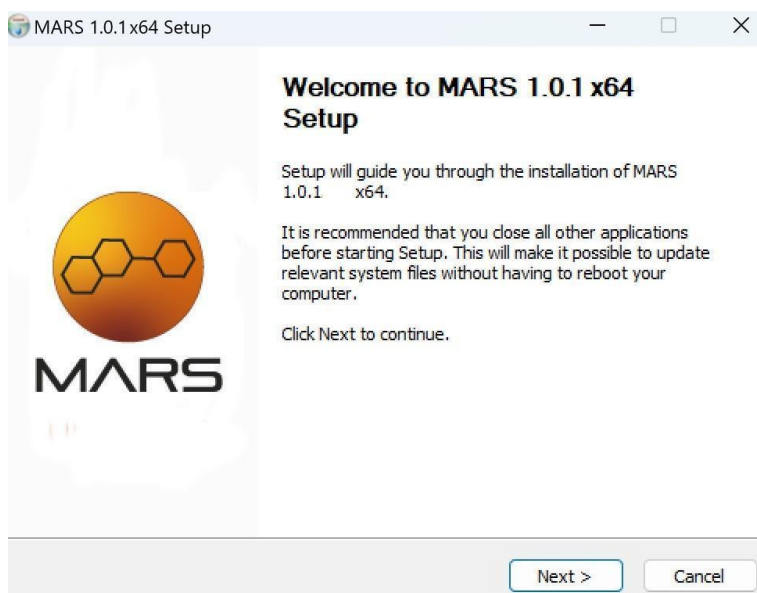 MARS 1.0.1 x64 Setup
Welcome to MARS 1.0.1 x64
Setup
Setup will guide you through the installation of MARS
1.0.1 x64.
It is recommended that you close all other applications
before starting Setup. This will make it possible to update
relevant system files without having to reboot your
computer.
Click Next to continue.
MARS
Next >
Cancel